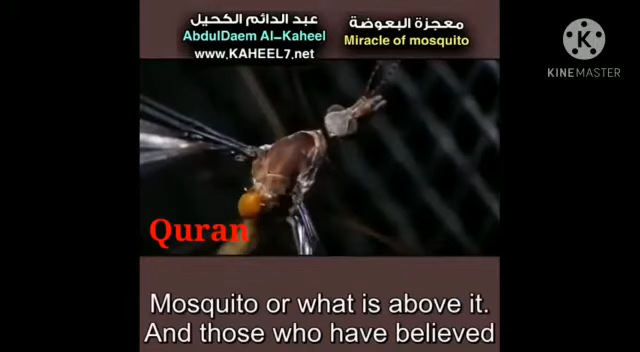 عبد الدائم الكحيل
AbdulDaem Al-Kaheel
www.KAHEEL7.net
معجزة البعوضة
Miracle of mosquito
K
KINEMASTER
Quran
Mosquito or what is above it.
And those who have believed